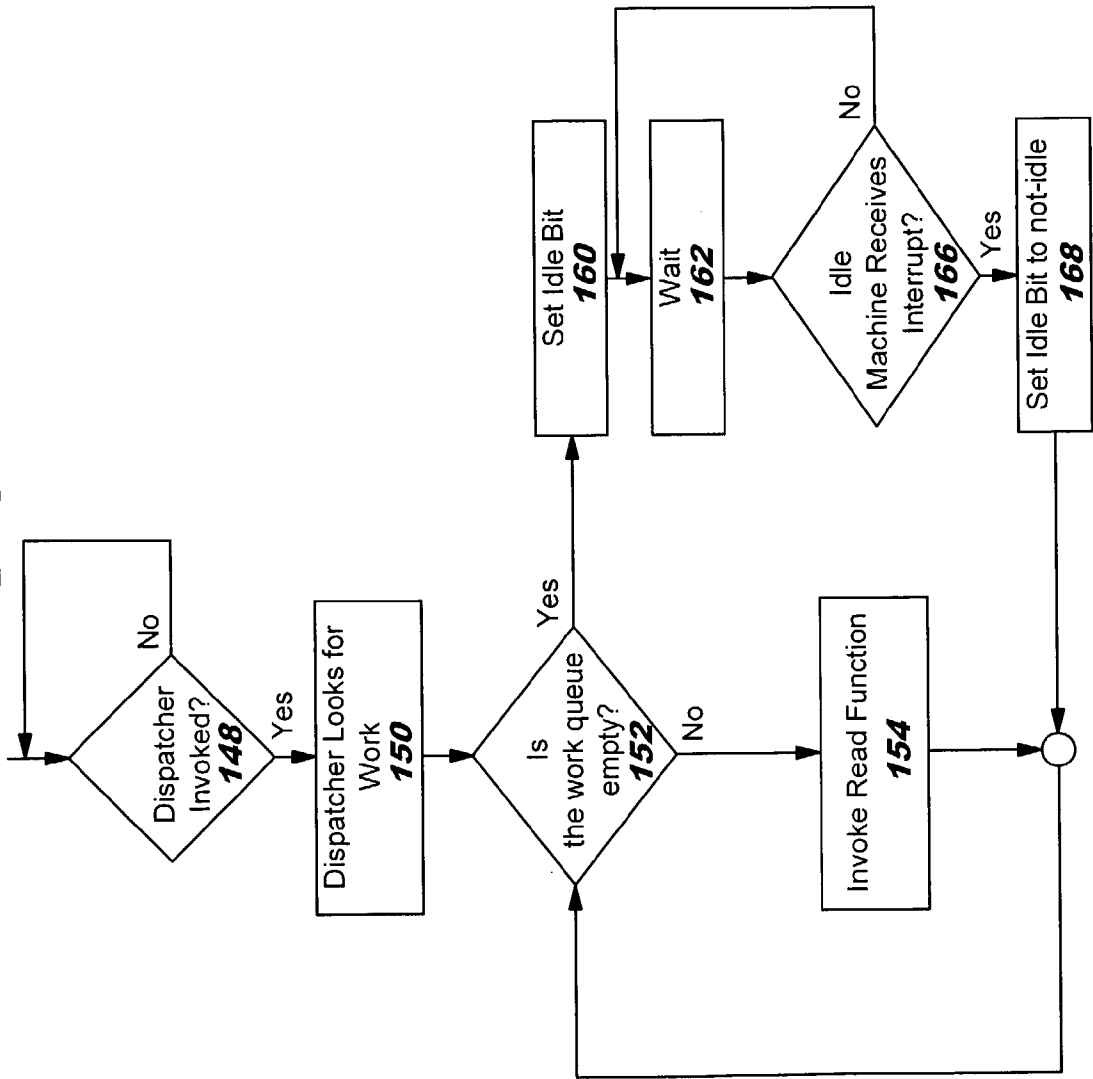 Dispatcher
Invoked?
148
No
Yes
Dispatcher Looks for
Work
150
Is
the work queue
empty?
152
Yes
No
Invoke Read Function
154
Set Idle Bit
160
Wait
162
Idle
Machine Receives
Interrupt?
166
No
Yes
Set Idle Bit to not-idle
168